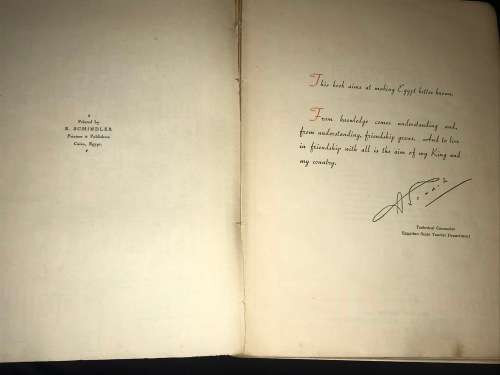 Printed by
E. SCHINDLER
Printers & Publishers
Cairo, Egypt.
This book aims at making Egypt better known.
From knowledge comes understanding and,
from understanding, friendship grows. And to live
in friendship with all is the aim of my King and
my country.
Technical Counsellor
Egyptian State Tourist Department